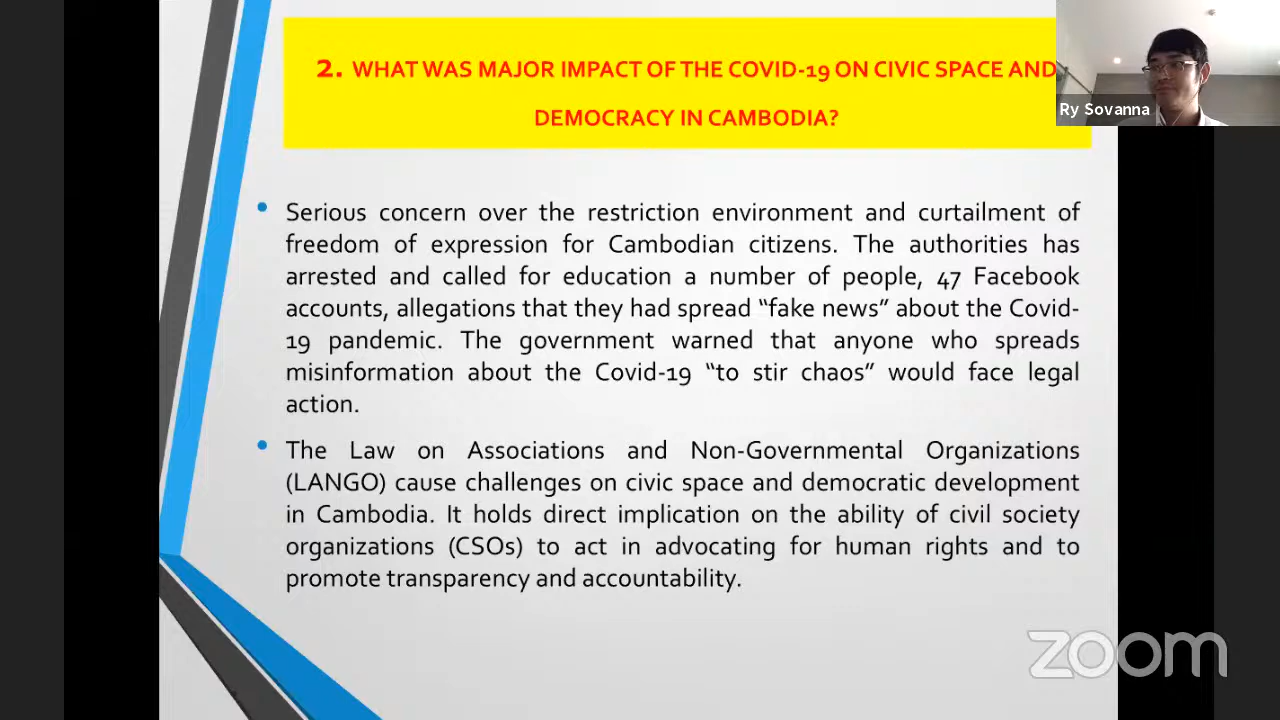 2. WHAT WAS MAJOR IMPACT OF THE COVID-19 ON CIVIC SPACE AND
DEMOCRACY IN CAMBODIA?
Ry Sovanna
• Serious concern over the restriction environment and curtailment of
freedom of expression for Cambodian citizens. The authorities has
arrested and called for education a number of people, 47 Facebook
accounts, allegations that they had spread “fake news” about the Covid-
19 pandemic. The government warned that anyone who spreads
misinformation about the Covid-19 “to stir chaos” would face legal
action.
• The Law on Associations and Non-Governmental Organizations
(LANGO) cause challenges on civic space and democratic development
in Cambodia. It holds direct implication on the ability of civil society
organizations (CSOs) to act in advocating for human rights and to
promote transparency and accountability.
zoom